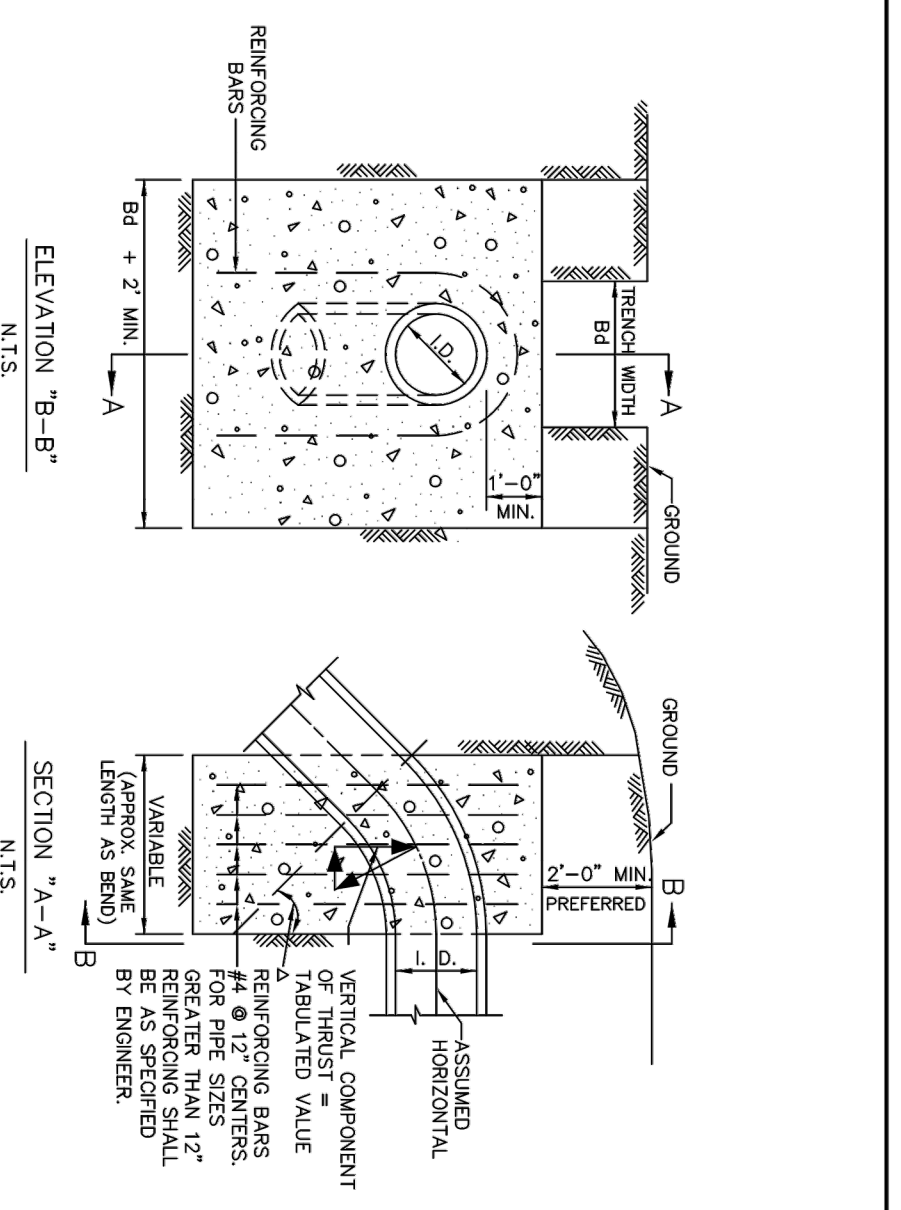 REINFORCING
BARS
TRENCH WIDTH
Bd
A
GROUND
I.D.
1'-0"
MIN.
Bd + 2' MIN.
A
ELEVATION "B-B"
N.T.S.
GROUND
B
2'-0" MIN.
PREFERRED
I. D.
ASSUMED
HORIZONTAL
VERTICAL COMPONENT
OF THRUST =
TABULATED VALUE
Δ
REINFORCING BARS
#4 @ 12" CENTERS.
FOR PIPE SIZES
GREATER THAN 12"
REINFORCING SHALL
BE AS SPECIFIED
BY ENGINEER.
VARIABLE
(APPROX. SAME
LENGTH AS BEND)
B
SECTION "A-A"
N.T.S.